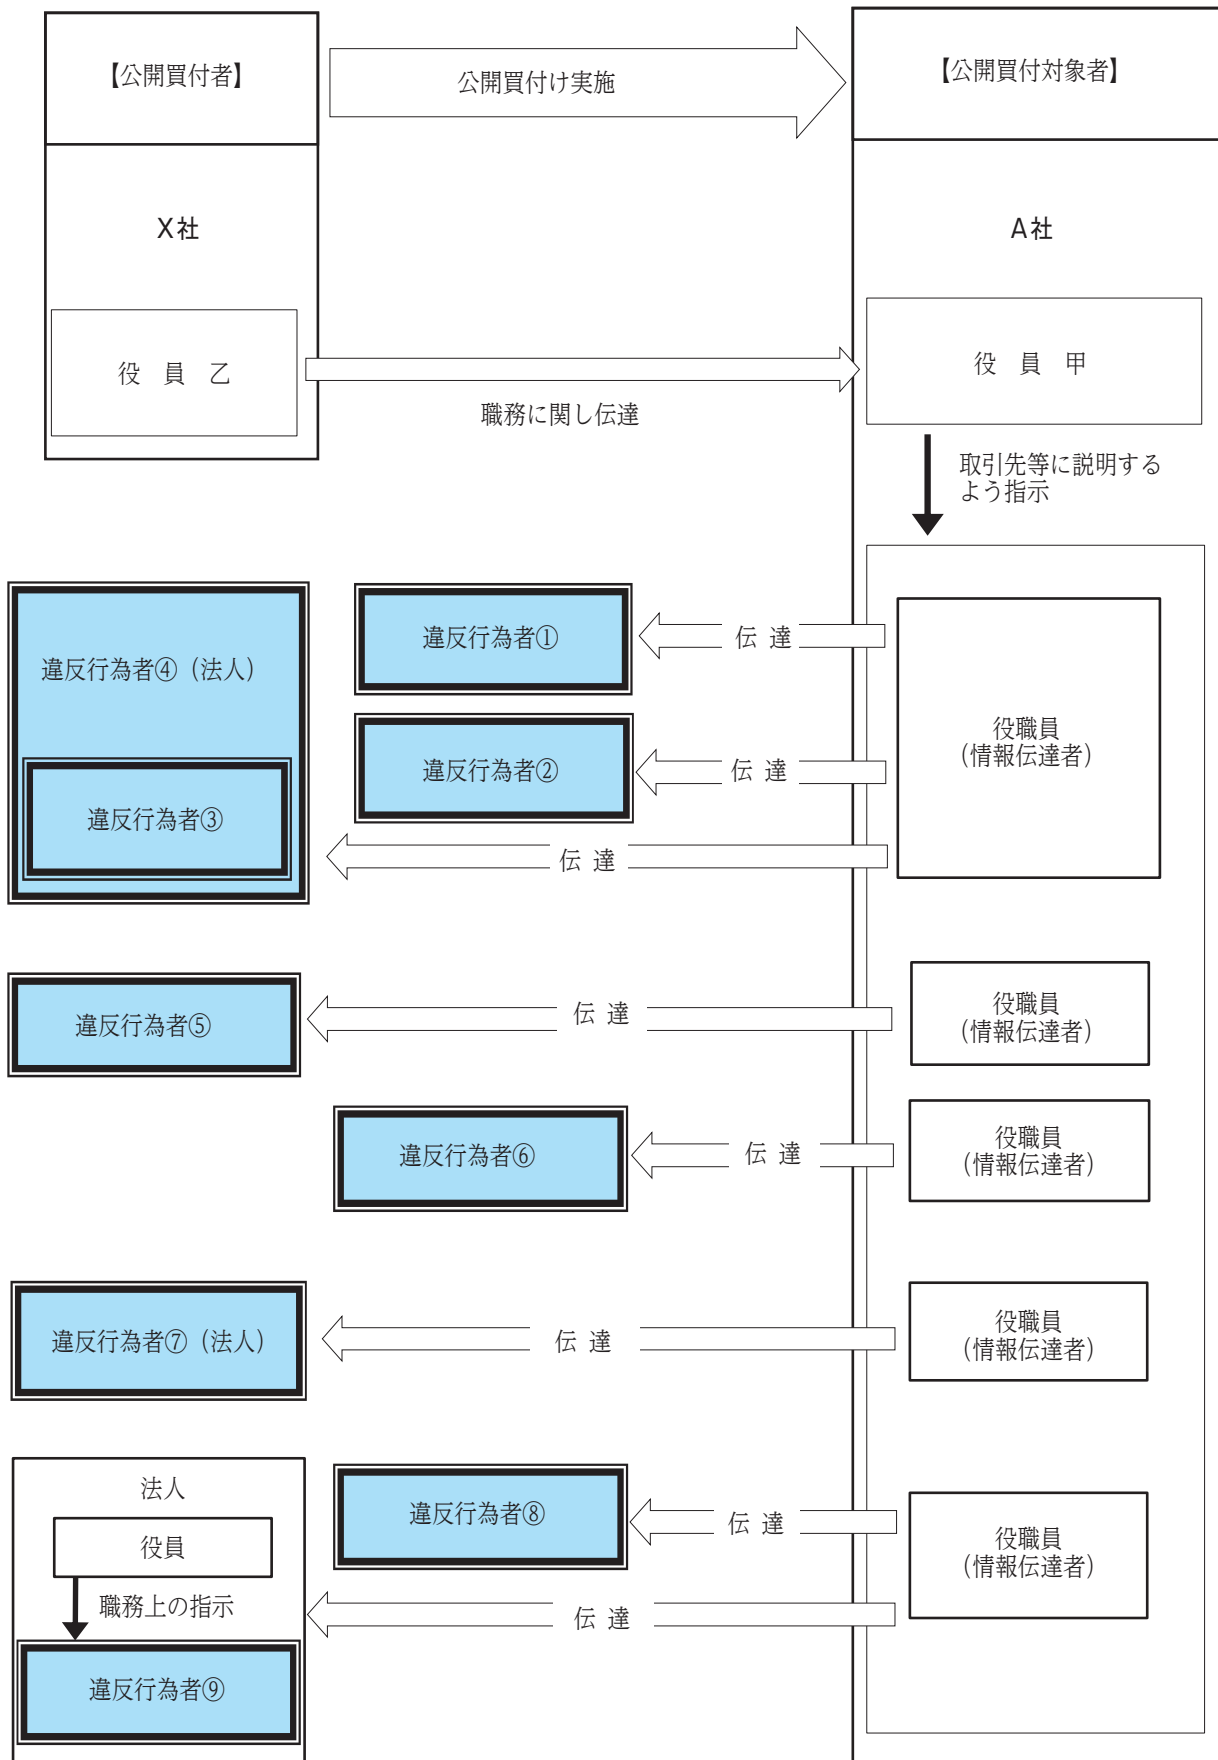 【公開買付者】
公開買付け実施
【公開買付対象者】
X社
A社
役 員 乙
職務に関し伝達
役 員 甲
取引先等に説明する
よう指示
違反行為者①
伝 達
違反行為者④（法人）
違反行為者②
伝 達
違反行為者③
伝 達
役職員
（情報伝達者）
違反行為者⑤
伝 達
役職員
（情報伝達者）
違反行為者⑥
伝 達
役職員
（情報伝達者）
違反行為者⑦（法人）
伝 達
役職員
（情報伝達者）
法人
役員
職務上の指示
違反行為者⑧
伝 達
役職員
（情報伝達者）
伝 達
違反行為者⑨